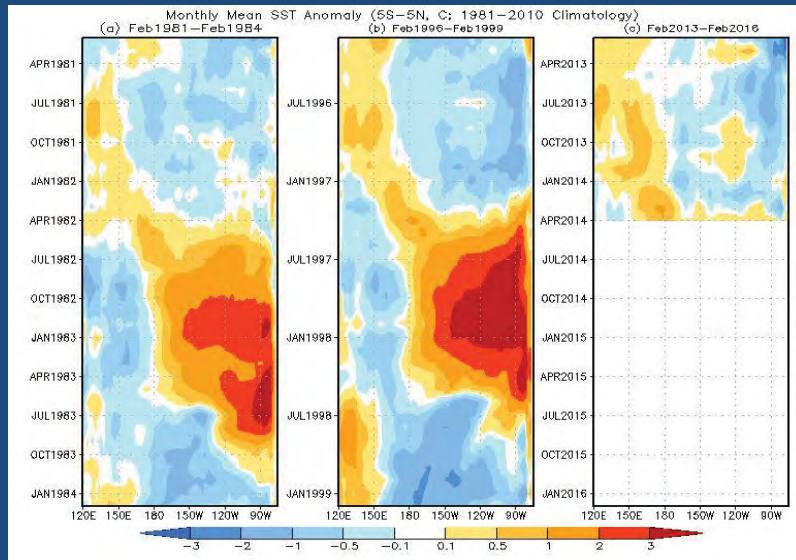 Monthly Mean SST Anomaly (5S-5N, C; 1981-2010 Climatology)
(a) Feb1981-Feb1984
(b) Feb1996-Feb1999
(c) Feb2013-Feb2016
APR1981
JUL1981
OCT1981
JAN1982
APR1982
JUL1982
OCT1982
JAN1983
APR1983
JUL1983
OCT1983
JAN1984
JUL1996
JAN1997
JUL1997
JAN1998
JUL1998
JAN1999
APR2013
JUL2013
OCT2013
JAN2014
APR2014
JUL2014
OCT2014
JAN2015
APR2015
JUL2015
OCT2015
JAN2016
120E 150E 180 150W 120W 90W
120E 150E 180 150W 120W 90W
120E 150E 180 150W 120W 90W
-3 -2 -1 -0.5 -0.1 0.1 0.5 1 2 3